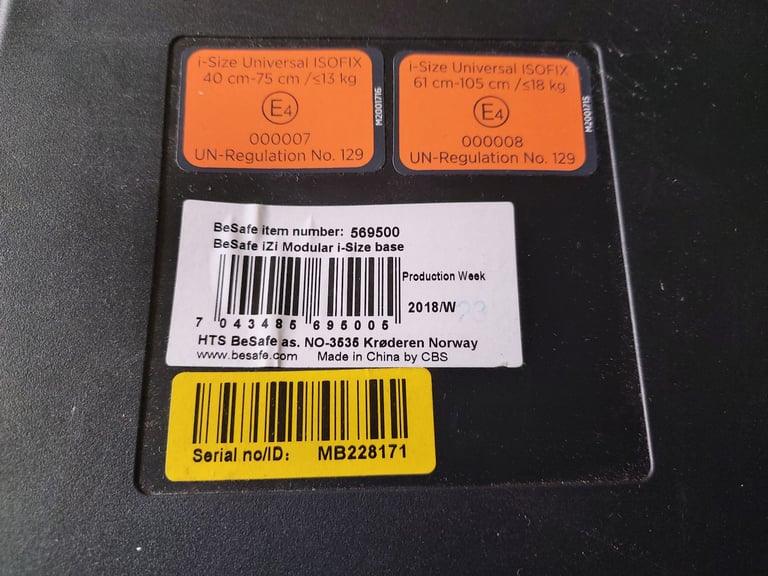 i-Size Universal ISOFIX
40 cm-75 cm /≤13 kg
E4
000007
UN-Regulation No. 129
M2001716
i-Size Universal ISOFIX
61 cm-105 cm /≤18 kg
E4
000008
UN-Regulation No. 129
M2001715
BeSafe item number: 569500
BeSafe iZi Modular i-Size base
Production Week
2018/W23
7 043485 695005
HTS BeSafe as. NO-3535 Krøderen Norway
www.besafe.com Made in China by CBS
Serial no/ID: MB228171